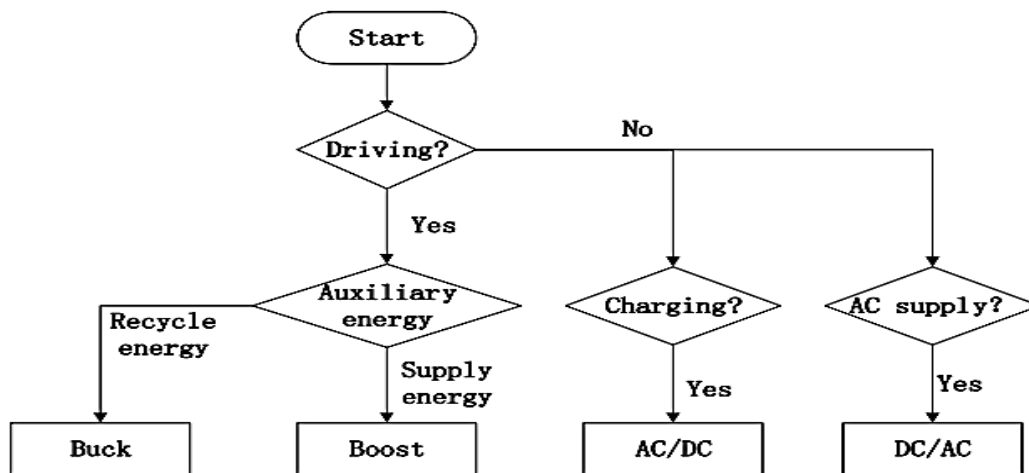 Start
No
Driving?
Yes
Auxiliary
energy
Charging?
AC supply?
Recycle
energy
Supply
energy
Yes
Yes
Buck
Boost
AC/DC
DC/AC